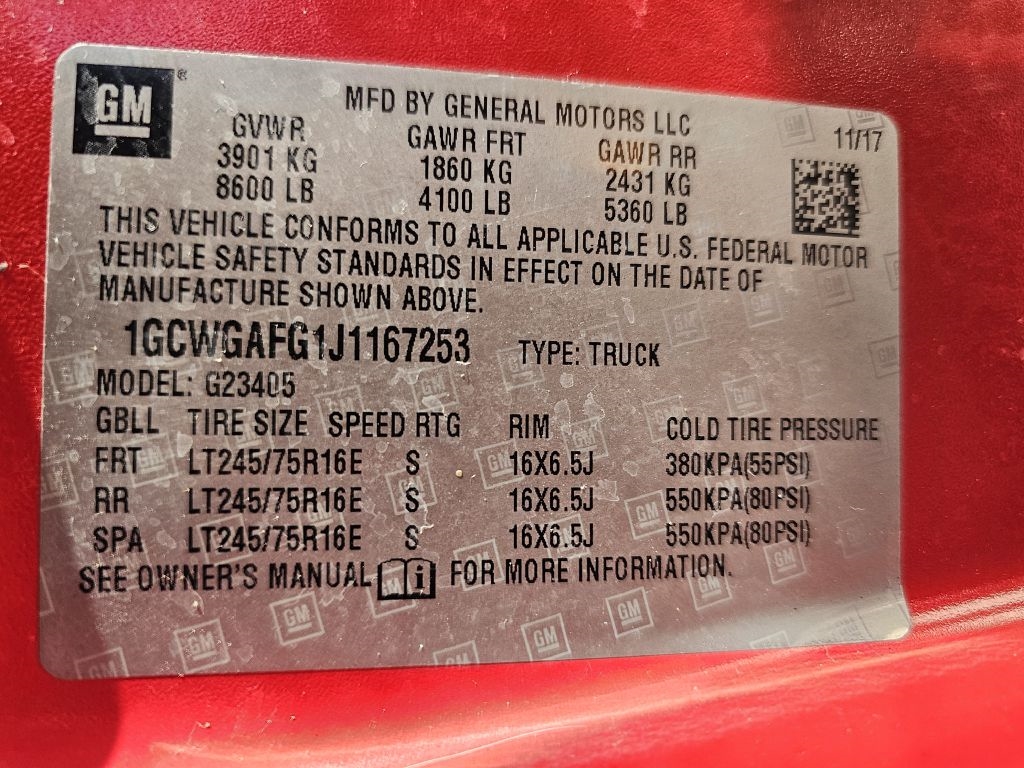 GM®
MFD BY GENERAL MOTORS LLC
GVWR GAWR FRT GAWR RR 11/17
3901 KG 1860 KG 2431 KG
8600 LB 4100 LB 5360 LB
THIS VEHICLE CONFORMS TO ALL APPLICABLE U.S. FEDERAL MOTOR
VEHICLE SAFETY STANDARDS IN EFFECT ON THE DATE OF
MANUFACTURE SHOWN ABOVE.
1GCWGAFG1J1167253 TYPE: TRUCK
MODEL: G23405
GBLL TIRE SIZE SPEED RTG RIM COLD TIRE PRESSURE
FRT LT245/75R16E S 16X6.5J 380KPA(55PSI)
RR LT245/75R16E S 16X6.5J 550KPA(80PSI)
SPA LT245/75R16E S 16X6.5J 550KPA(80PSI)
SEE OWNER'S MANUAL i FOR MORE INFORMATION.